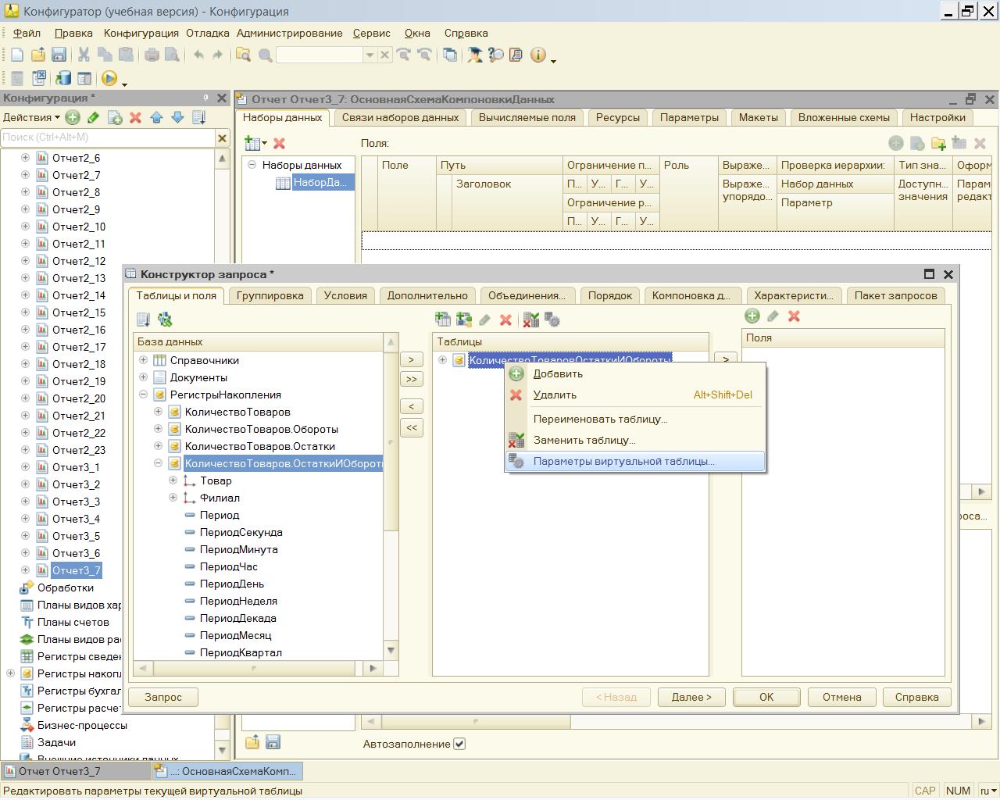 Конфигуратор (учебная версия) - Конфигурация
Файл Правка Конфигурация Отладка Администрирование Сервис Окна Справка
Конфигурация *
Действия
Поиск (Ctrl+Alt+M)
Отчет2_6
Отчет2_7
Отчет2_8
Отчет2_9
Отчет2_10
Отчет2_11
Отчет2_12
Отчет2_13
Отчет2_14
Отчет2_15
Отчет2_16
Отчет2_17
Отчет2_18
Отчет2_19
Отчет2_20
Отчет2_21
Отчет2_22
Отчет2_23
Отчет3_1
Отчет3_2
Отчет3_3
Отчет3_4
Отчет3_5
Отчет3_6
Отчет3_7
Обработки
Планы видов хар
Планы счетов
Планы видов рас
Регистры сведен
Регистры накопл
Регистры бухгал
Регистры расчет
Бизнес-процессы
Задачи
Внешние источники данных
Отчет Отчет3_7: ОсновнаяСхемаКомпоновкиДанных
Наборы данных Связи наборов данных Вычисляемые поля Ресурсы Параметры Макеты Вложенные схемы Настройки
Поля:
Наборы данных
НаборДа...
Поле Путь Ограничение п... Роль Выраже... Проверка иерархии: Тип зна... Оформ
Заголовок П... У... Г... У... Выраже... упорядо... Набор данных Доступн... значения Парам редакт
Ограничение р... Параметр
П... У... Г... У...
Конструктор запроса *
Таблицы и поля Группировка Условия Дополнительно Объединения... Порядок Компоновка д... Характеристи... Пакет запросов
База данных
Справочники
Документы
РегистрыНакопления
КоличествоТоваров
КоличествоТоваров.Обороты
КоличествоТоваров.Остатки
КоличествоТоваров.ОстаткиИОборот
Товар
Филиал
Период
ПериодСекунда
ПериодМинута
ПериодЧас
ПериодДень
ПериодНеделя
ПериодДекада
ПериодМесяц
ПериодКвартал
>
>>
<
<<
Таблицы
КоличествоТоваровОстаткиИОбороты
>
Поля
Добавить
Удалить Alt+Shift+Del
Переименовать таблицу...
Заменить таблицу...
Параметры виртуальной таблицы...
Запрос < Назад Далее > OK Отмена Справка
роса...
Автозаполнение
Отчет Отчет3_7 ...: ОсновнаяСхемаКомп...
Редактировать параметры текущей виртуальной таблицы CAP NUM ru